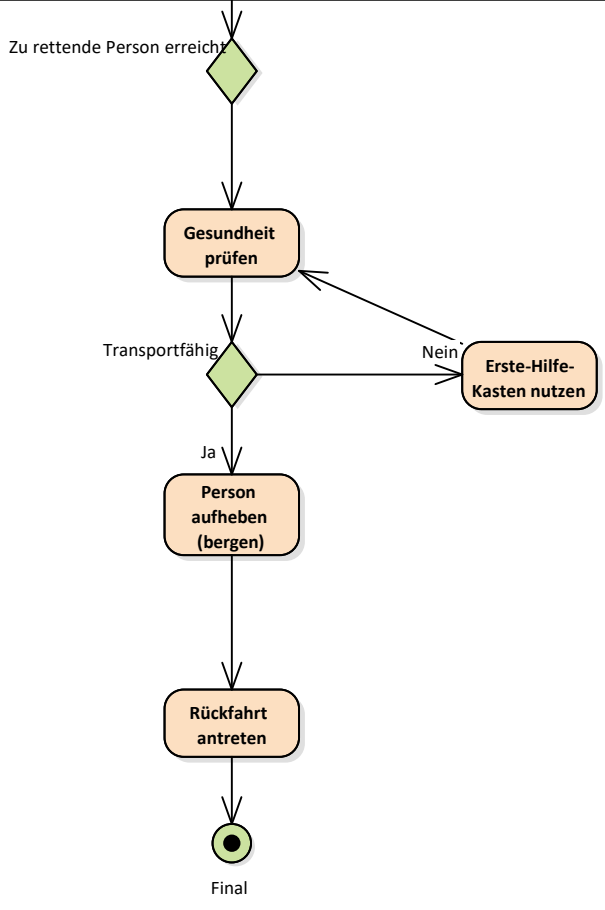 Zu rettende Person erreicht
Gesundheit
prüfen
Transportfähig
Nein
Erste-Hilfe-
Kasten nutzen
Ja
Person
aufheben
(bergen)
Rückfahrt
antreten
Final